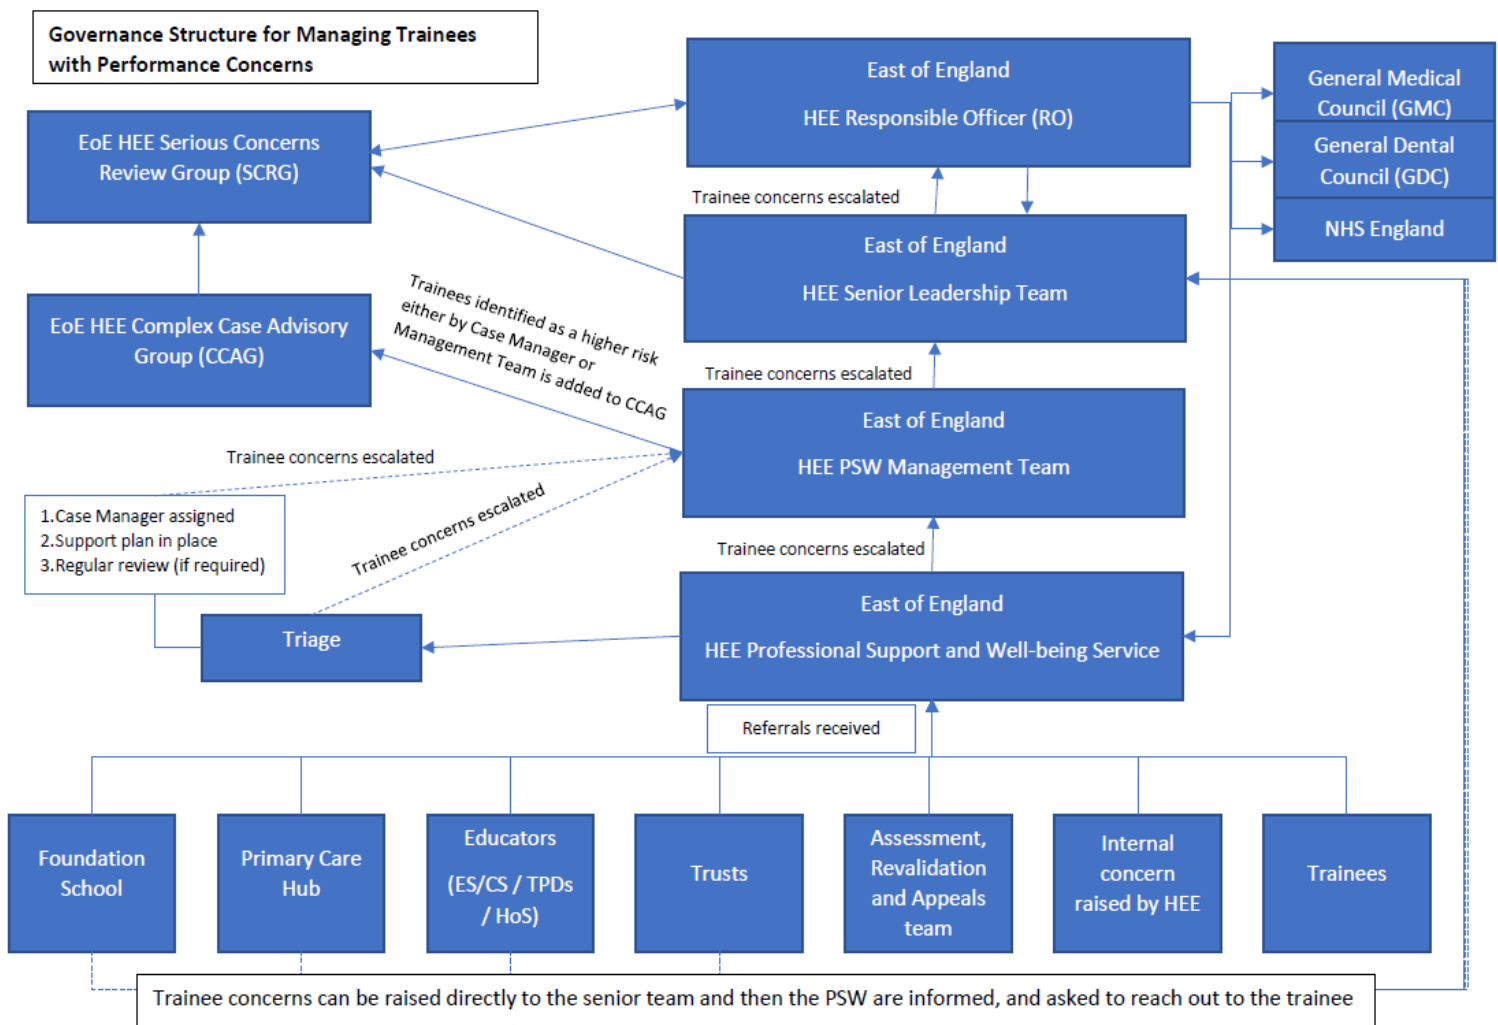 Governance Structure for Managing Trainees
with Performance Concerns
East of England
HEE Responsible Officer (RO)
General Medical
Council (GMC)
General Dental
Council (GDC)
NHS England
EoE HEE Serious Concerns
Review Group (SCRG)
Trainee concerns escalated
East of England
HEE Senior Leadership Team
EoE HEE Complex Case Advisory
Group (CCAG)
Trainees identified as a higher risk
either by Case Manager or
Management Team is added to CCAG
Trainee concerns escalated
East of England
HEE PSW Management Team
Trainee concerns escalated
1.Case Manager assigned
2.Support plan in place
3.Regular review (if required)
Trainee concerns escalated
Trainee concerns escalated
East of England
HEE Professional Support and Well-being Service
Triage
Referrals received
Foundation
School
Primary Care
Hub
Educators
(ES/CS / TPDs
/ HoS)
Trusts
Assessment,
Revalidation
and Appeals
team
Internal
concern
raised by HEE
Trainees
Trainee concerns can be raised directly to the senior team and then the PSW are informed, and asked to reach out to the trainee